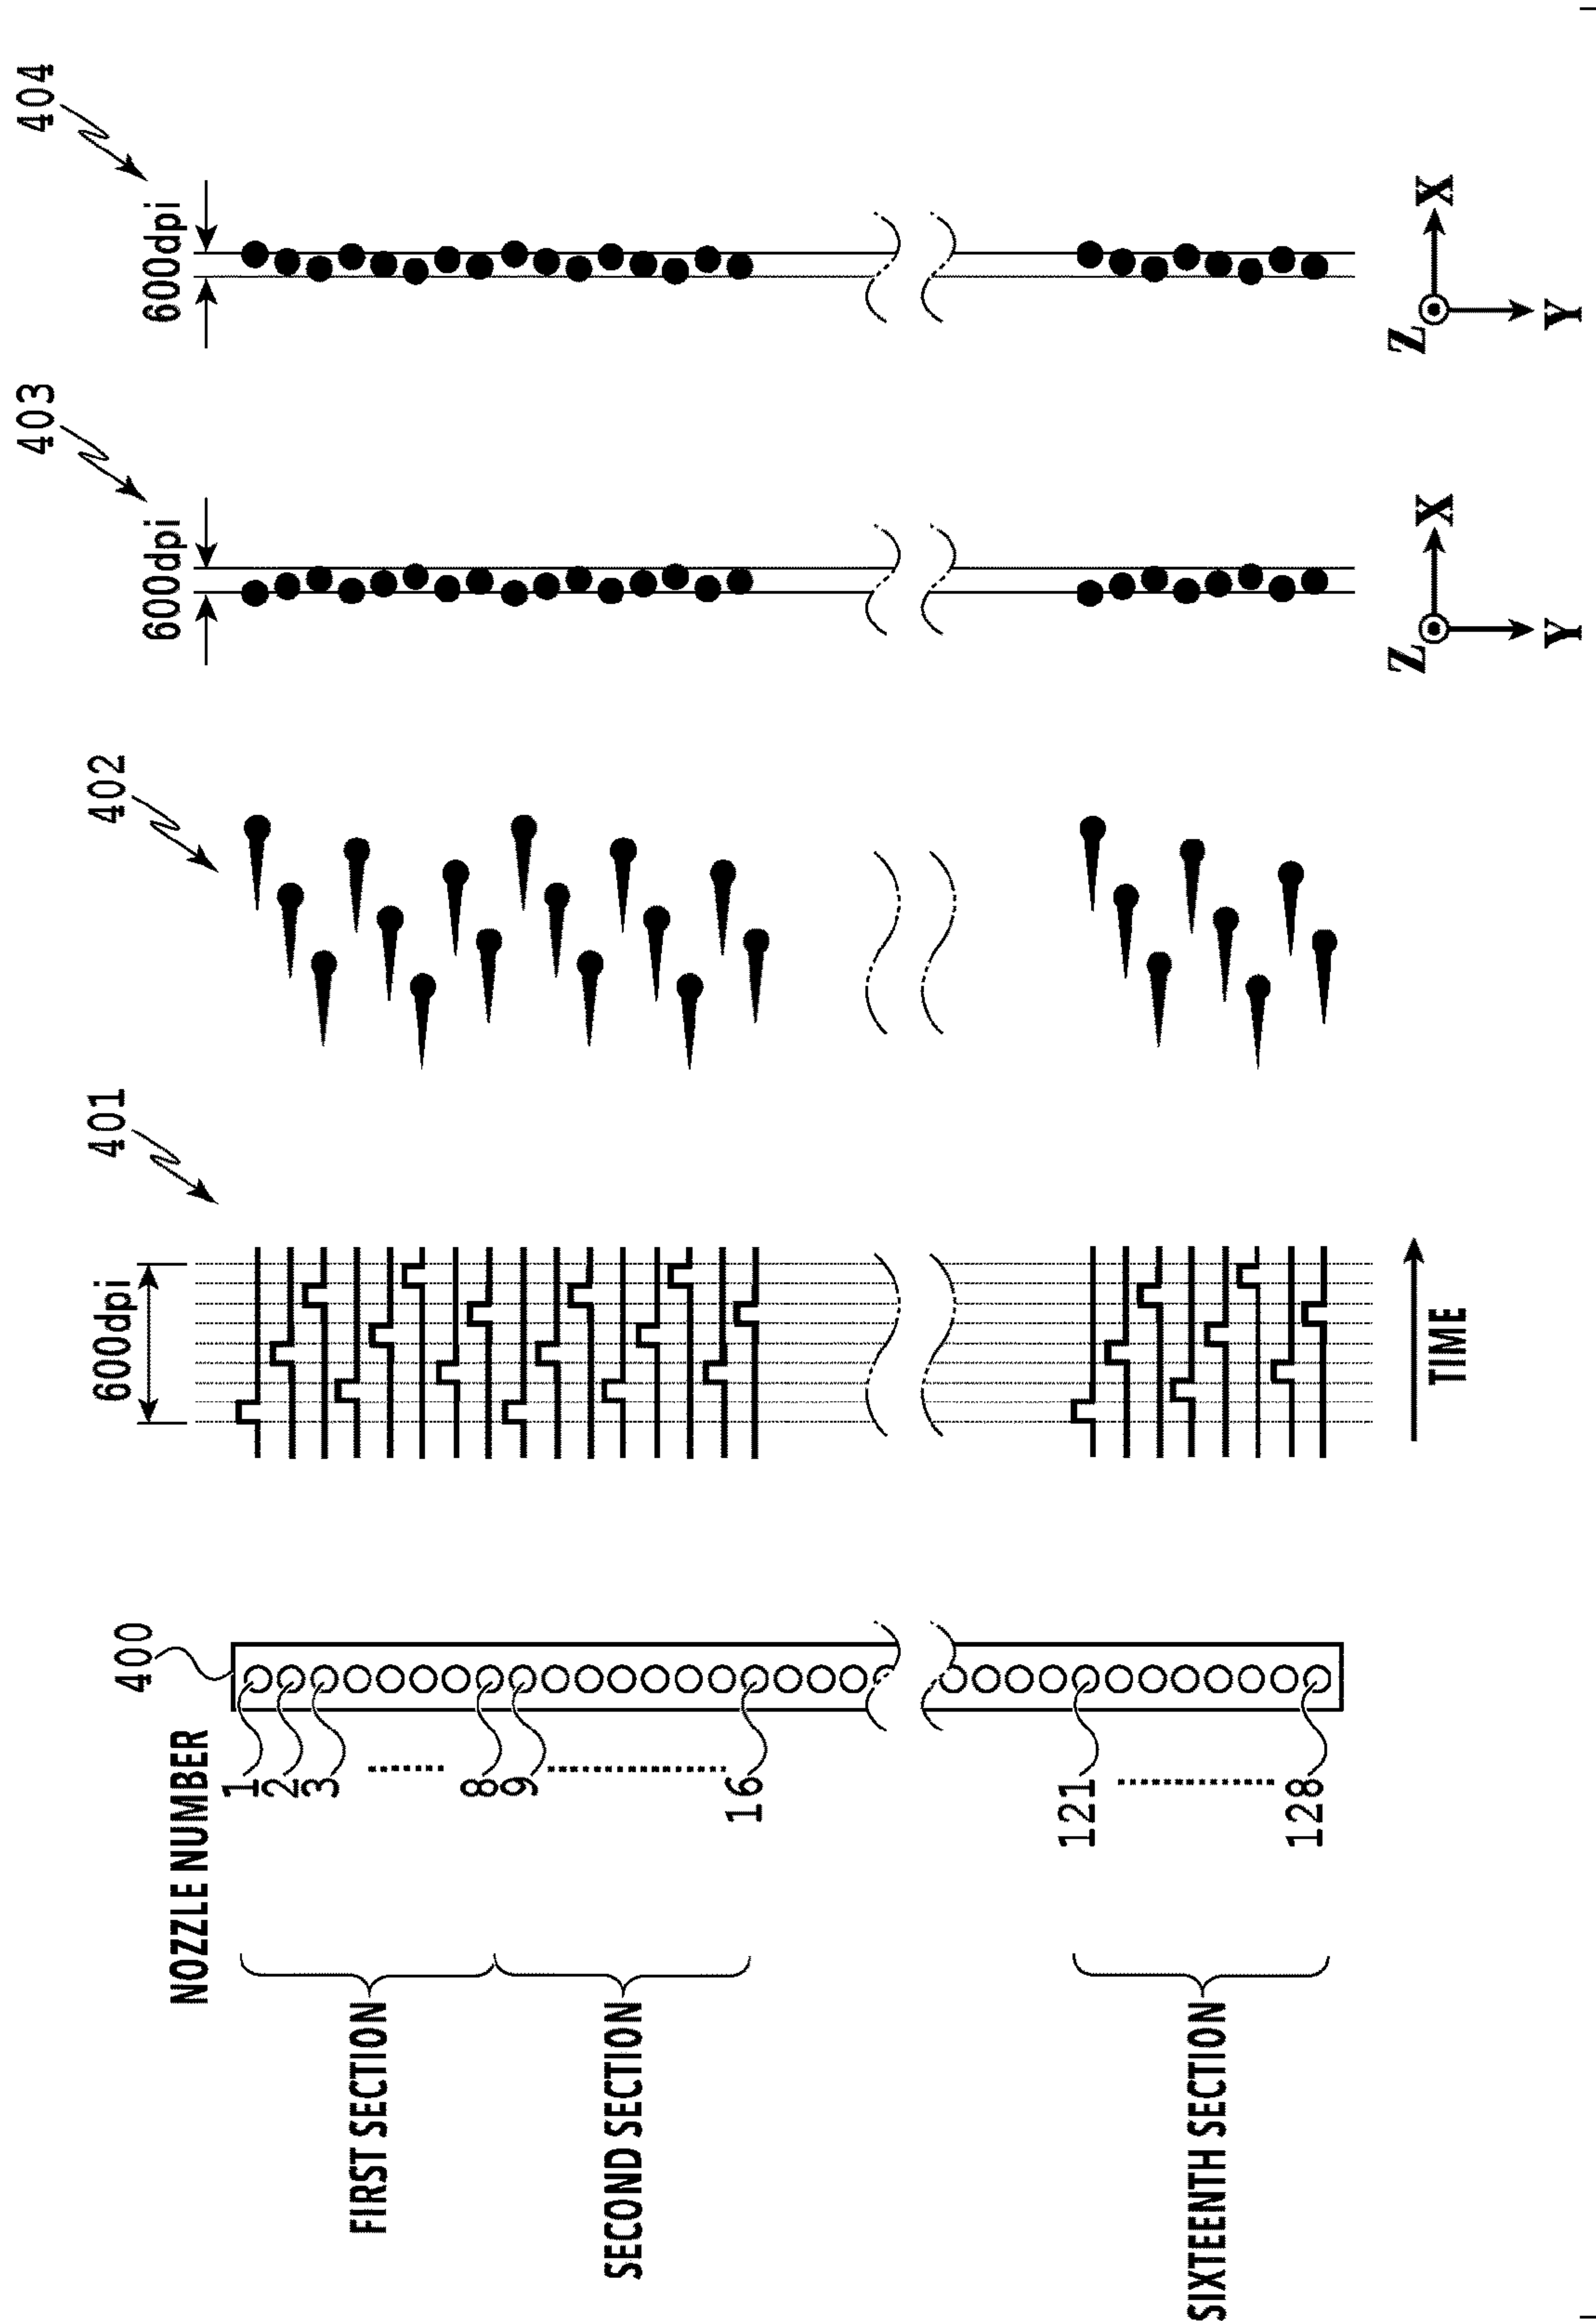 NOZZLE NUMBER
400
401
402
403
404
600dpi
600dpi
600dpi
1
2
3
8
9
16
121
128
FIRST SECTION
SECOND SECTION
SIXTEENTH SECTION
TIME
Z
X
Y
Z
X
Y